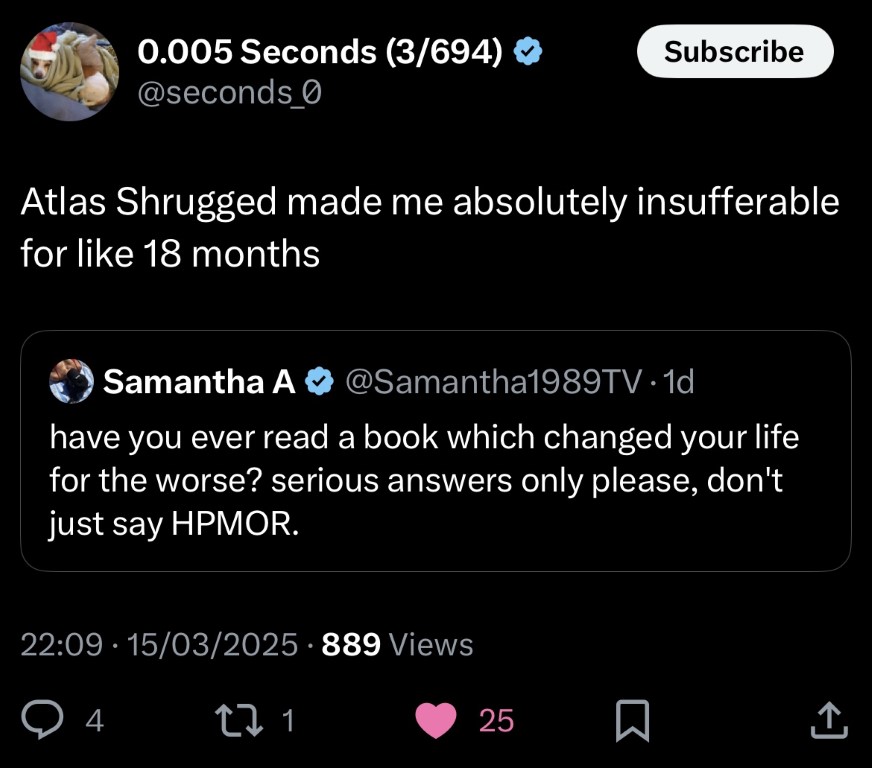 0.005 Seconds (3/694)
Subscribe
@seconds_0
Atlas Shrugged made me absolutely insufferable
for like 18 months
Samantha A @Samantha1989TV · 1d
have you ever read a book which changed your life
for the worse? serious answers only please, don't
just say HPMOR.
22:09 · 15/03/2025 · 889 Views
4 1 25